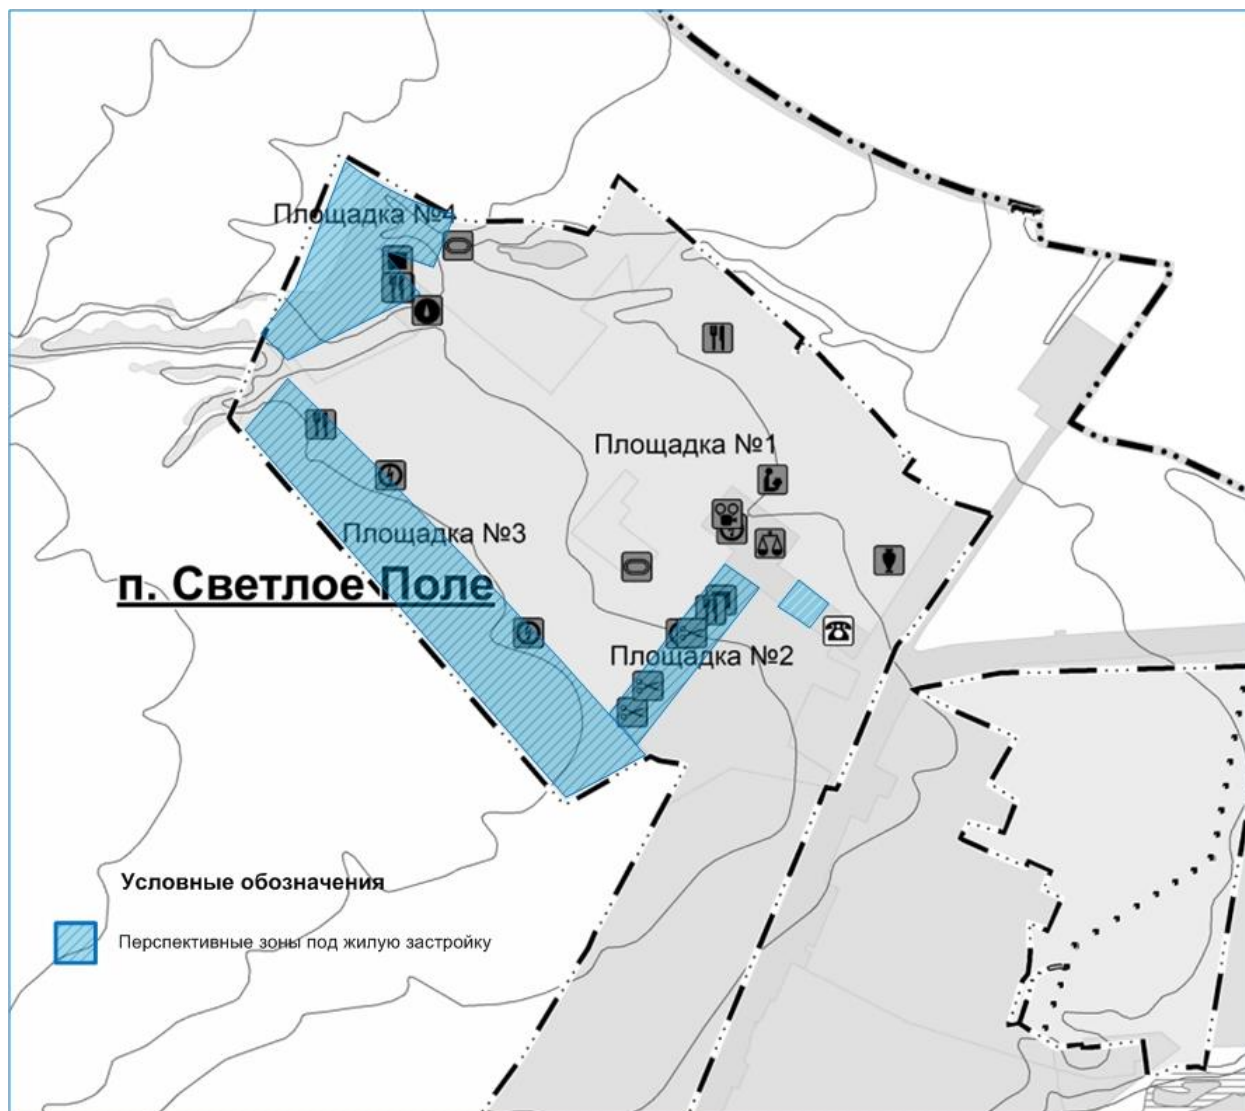 Площадка №4
Площадка №1
Площадка №3
п. Светлое Поле
Площадка №2
Условные обозначения
Перспективные зоны под жилую застройку